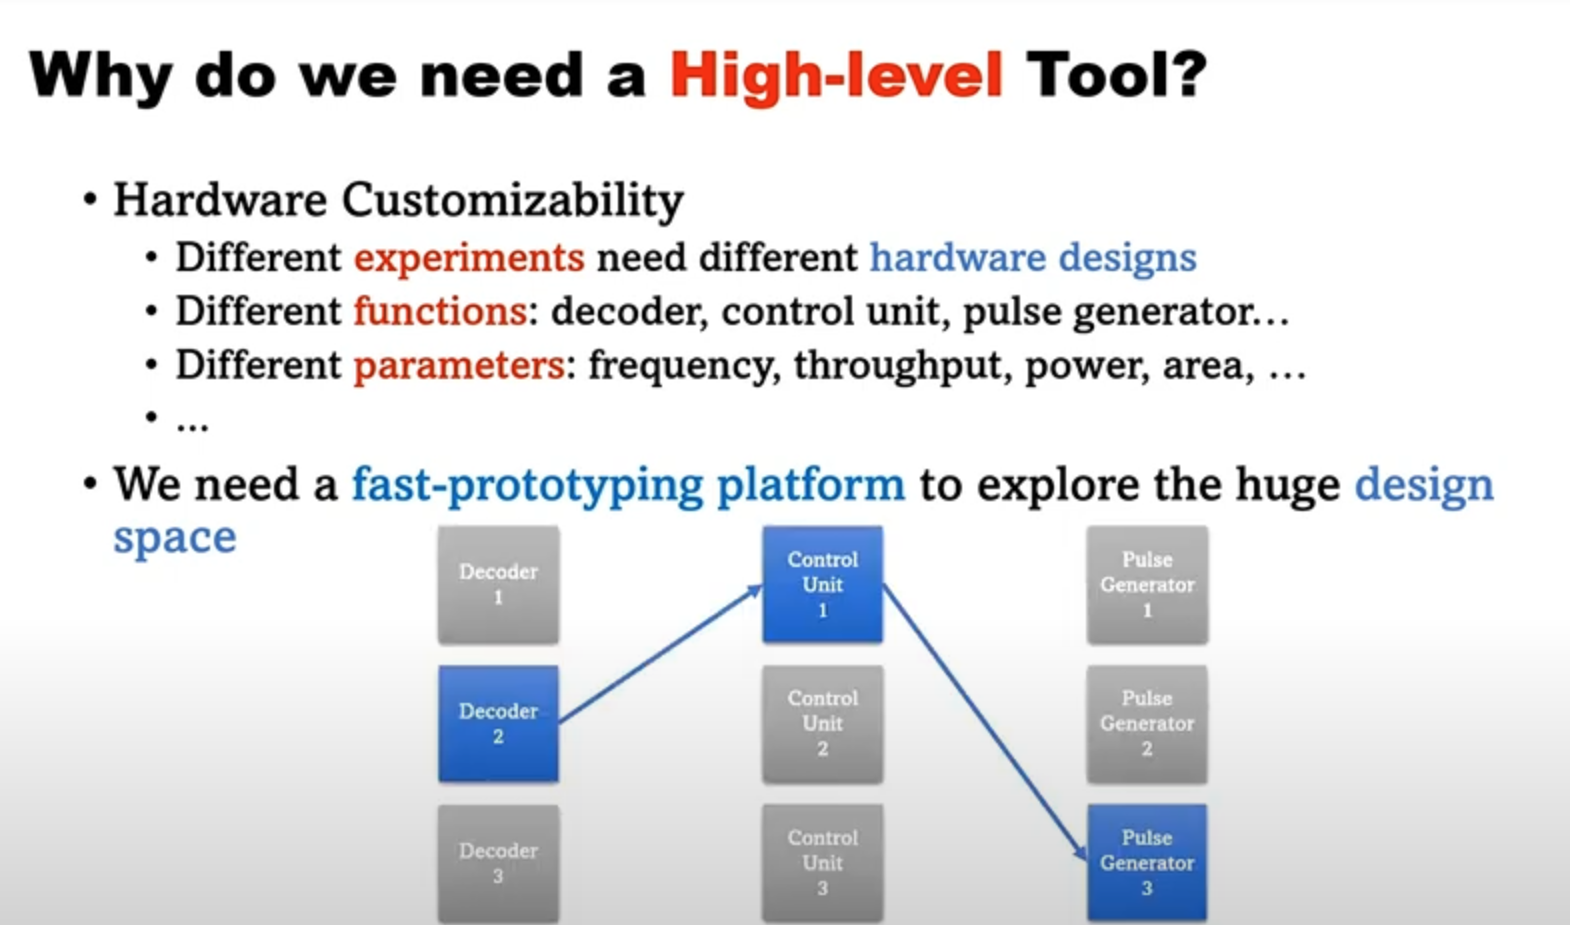 Why do we need a High-level Tool?
• Hardware Customizability
• Different experiments need different hardware designs
• Different functions: decoder, control unit, pulse generator...
• Different parameters: frequency, throughput, power, area, ...
• ...
• We need a fast-prototyping platform to explore the huge design
space
Decoder
1
Control
Unit
1
Pulse
Generator
1
Decoder
2
Control
Unit
2
Pulse
Generator
2
Decoder
3
Control
Unit
3
Pulse
Generator
3